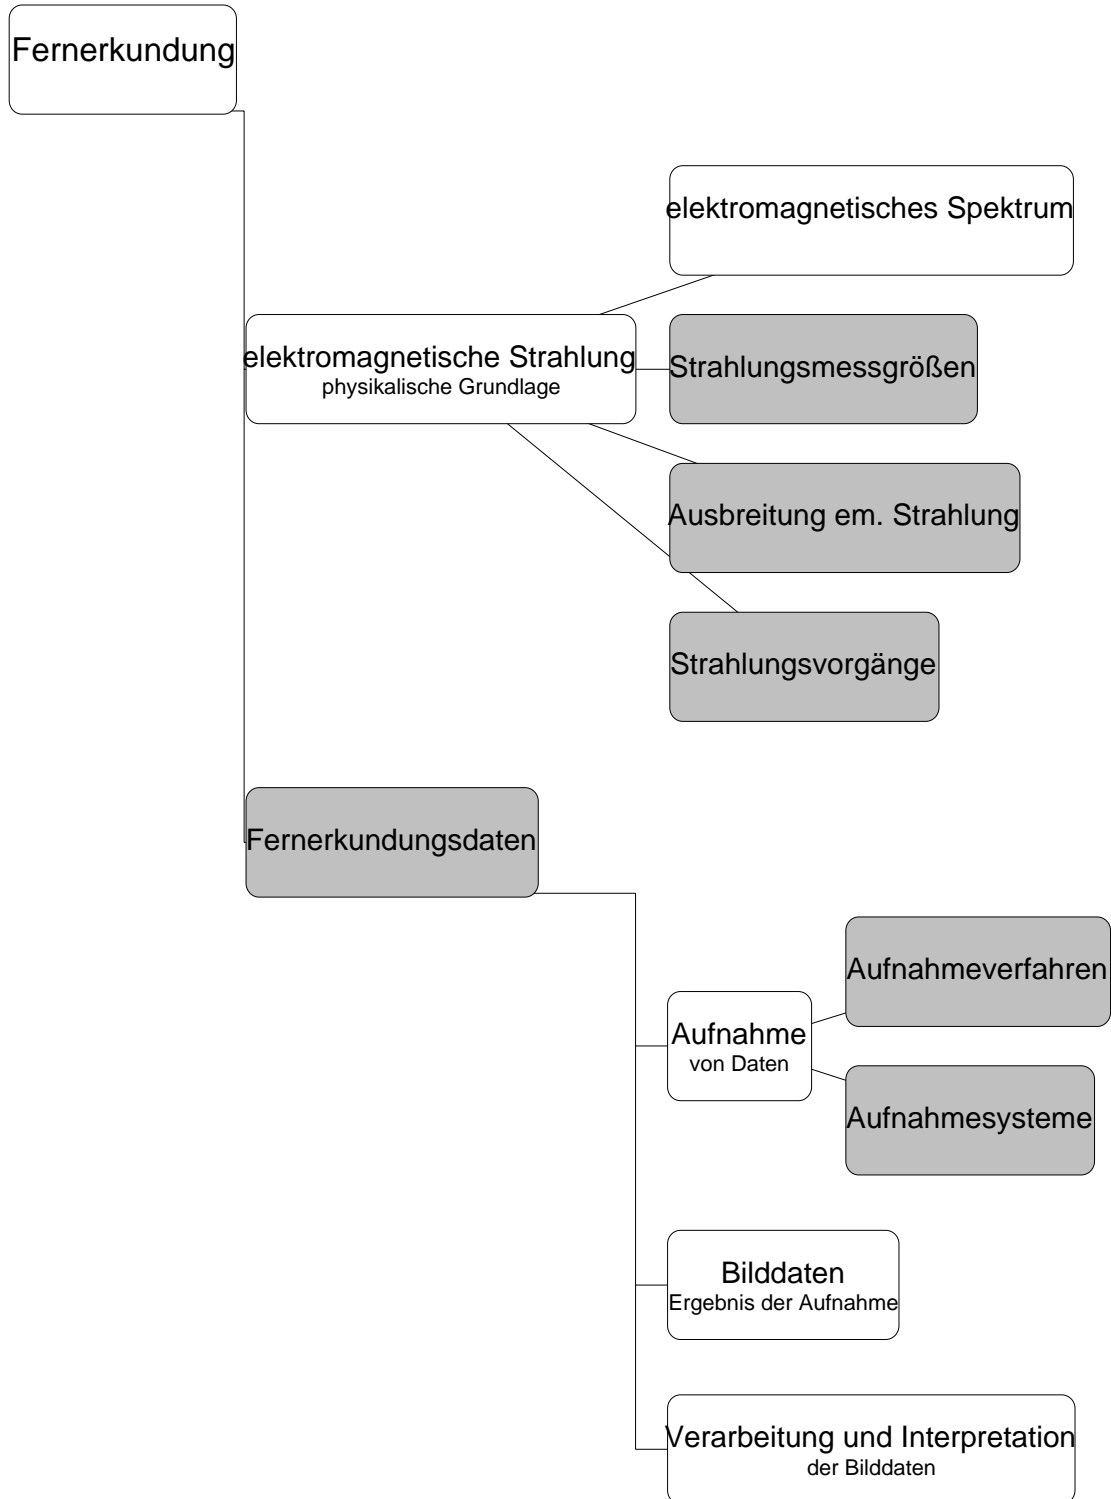 Fernerkundung
elektromagnetisches Spektrum
elektromagnetische Strahlung
physikalische Grundlage
Strahlungsmessgrößen
Ausbreitung em. Strahlung
Strahlungsvorgänge
Fernerkundungsdaten
Aufnahmeverfahren
Aufnahme
von Daten
Aufnahmesysteme
Bilddaten
Ergebnis der Aufnahme
Verarbeitung und Interpretation
der Bilddaten